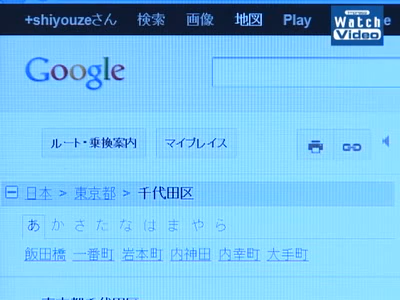 +shiyouzeさん 検索 画像 地図 Play
impress Watch Video
Google
ルート・乗換案内 マイプレイス
日本 > 東京都 > 千代田区
あ か さ た な は ま や ら
飯田橋 一番町 岩本町 内神田 内幸町 大手町